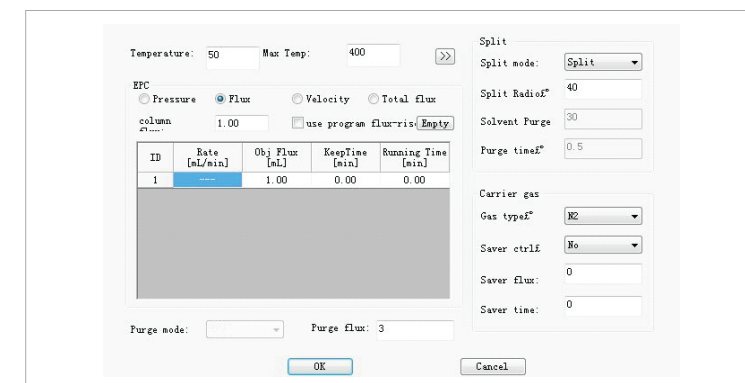 Temperature: 50 Max Temp: 400 >>
EPC
Pressure Flux Velocity Total flux
column 1.00 use program flux-ris Empty
ID Rate [mL/min] Obj Flux [mL] KeepTime [min] Running Time [min]
1 --- 1.00 0.00 0.00
Purge mode: Purge flux: 3
Split
Split mode: Split
Split Radio£º 40
Solvent Purge 30
Purge time£º 0.5
Carrier gas
Gas type£º N2
Saver ctrl£ No
Saver flux: 0
Saver time: 0
OK Cancel